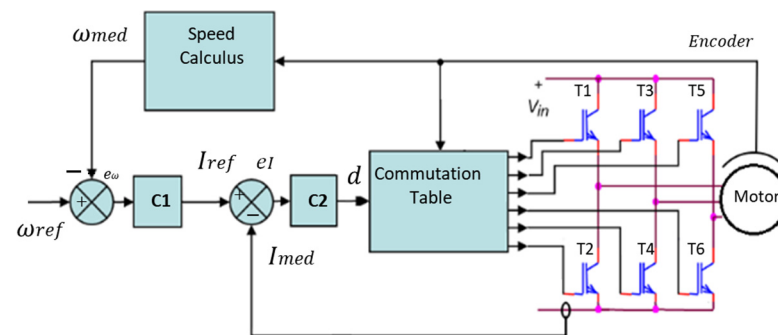 ωmed
Speed
Calculus
Encoder
+
Vin
T1
T3
T5
−
eω
+
ωref
C1
Iref
+
−
eI
C2
d
Commutation
Table
Motor
Imed
T2
T4
T6